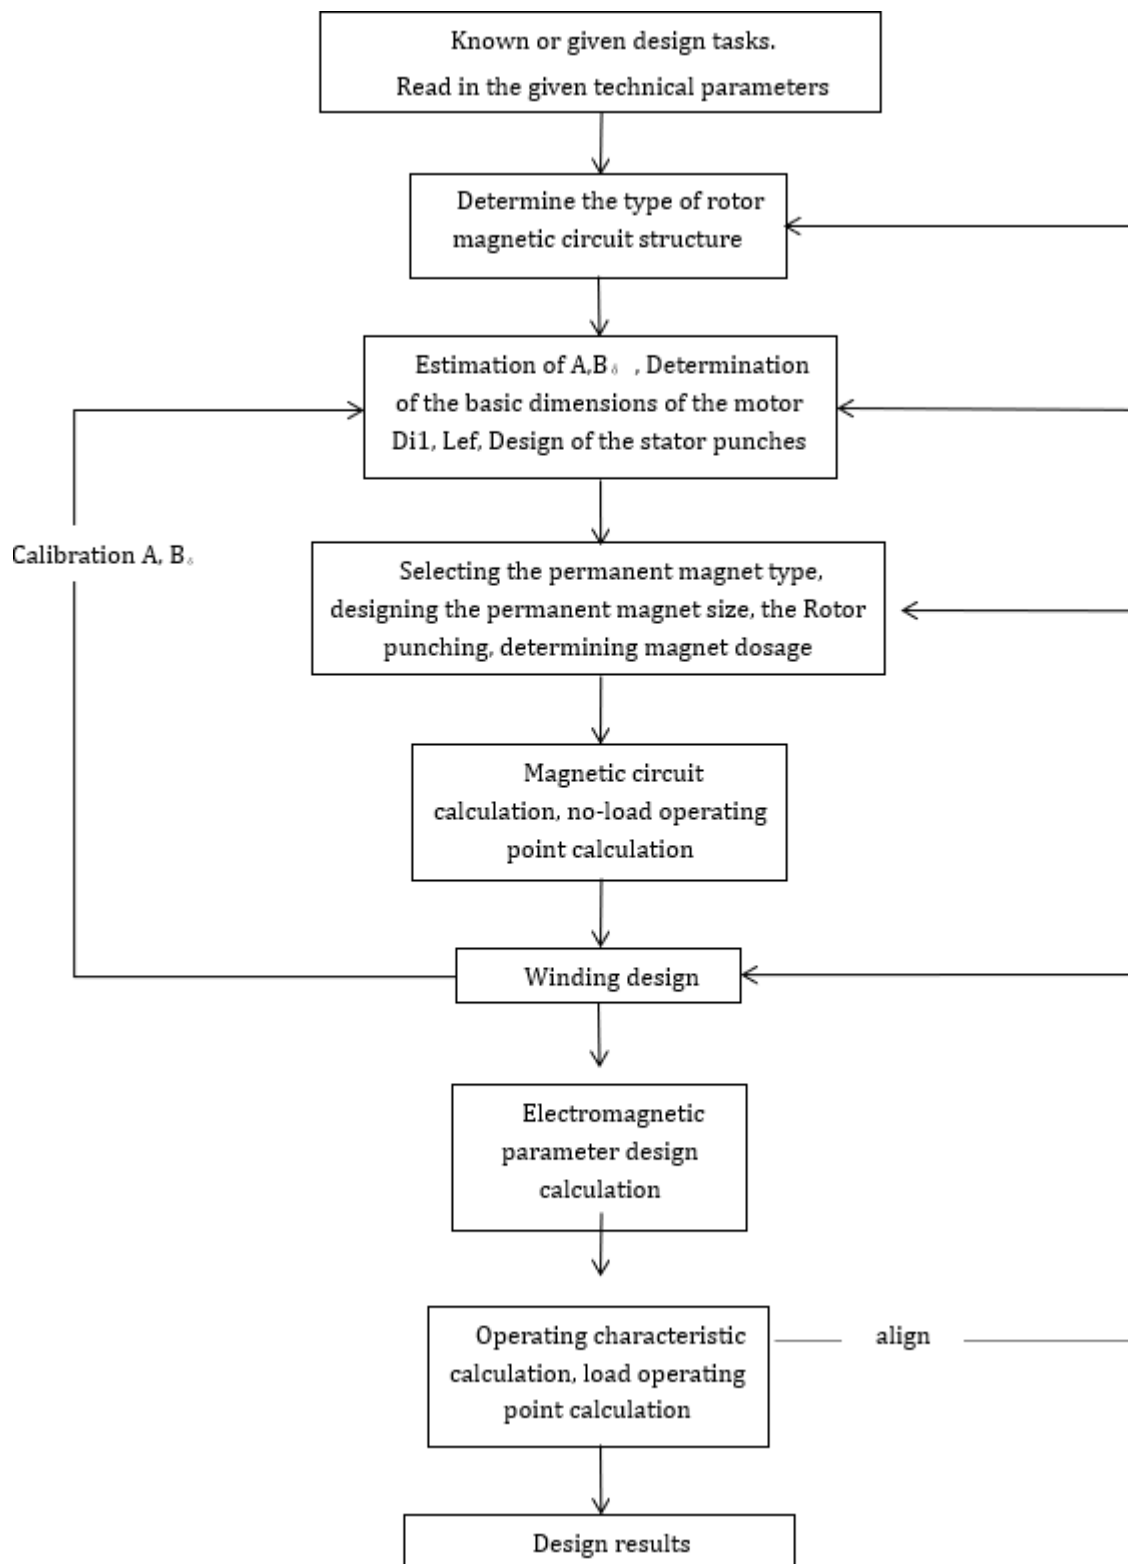 Known or given design tasks.
Read in the given technical parameters
Determine the type of rotor
magnetic circuit structure
Estimation of A,Bδ , Determination
of the basic dimensions of the motor
Di1, Lef, Design of the stator punches
Calibration A, Bδ
Selecting the permanent magnet type,
designing the permanent magnet size, the Rotor
punching, determining magnet dosage
Magnetic circuit
calculation, no-load operating
point calculation
Winding design
Electromagnetic
parameter design
calculation
Operating characteristic
calculation, load operating
point calculation
align
Design results